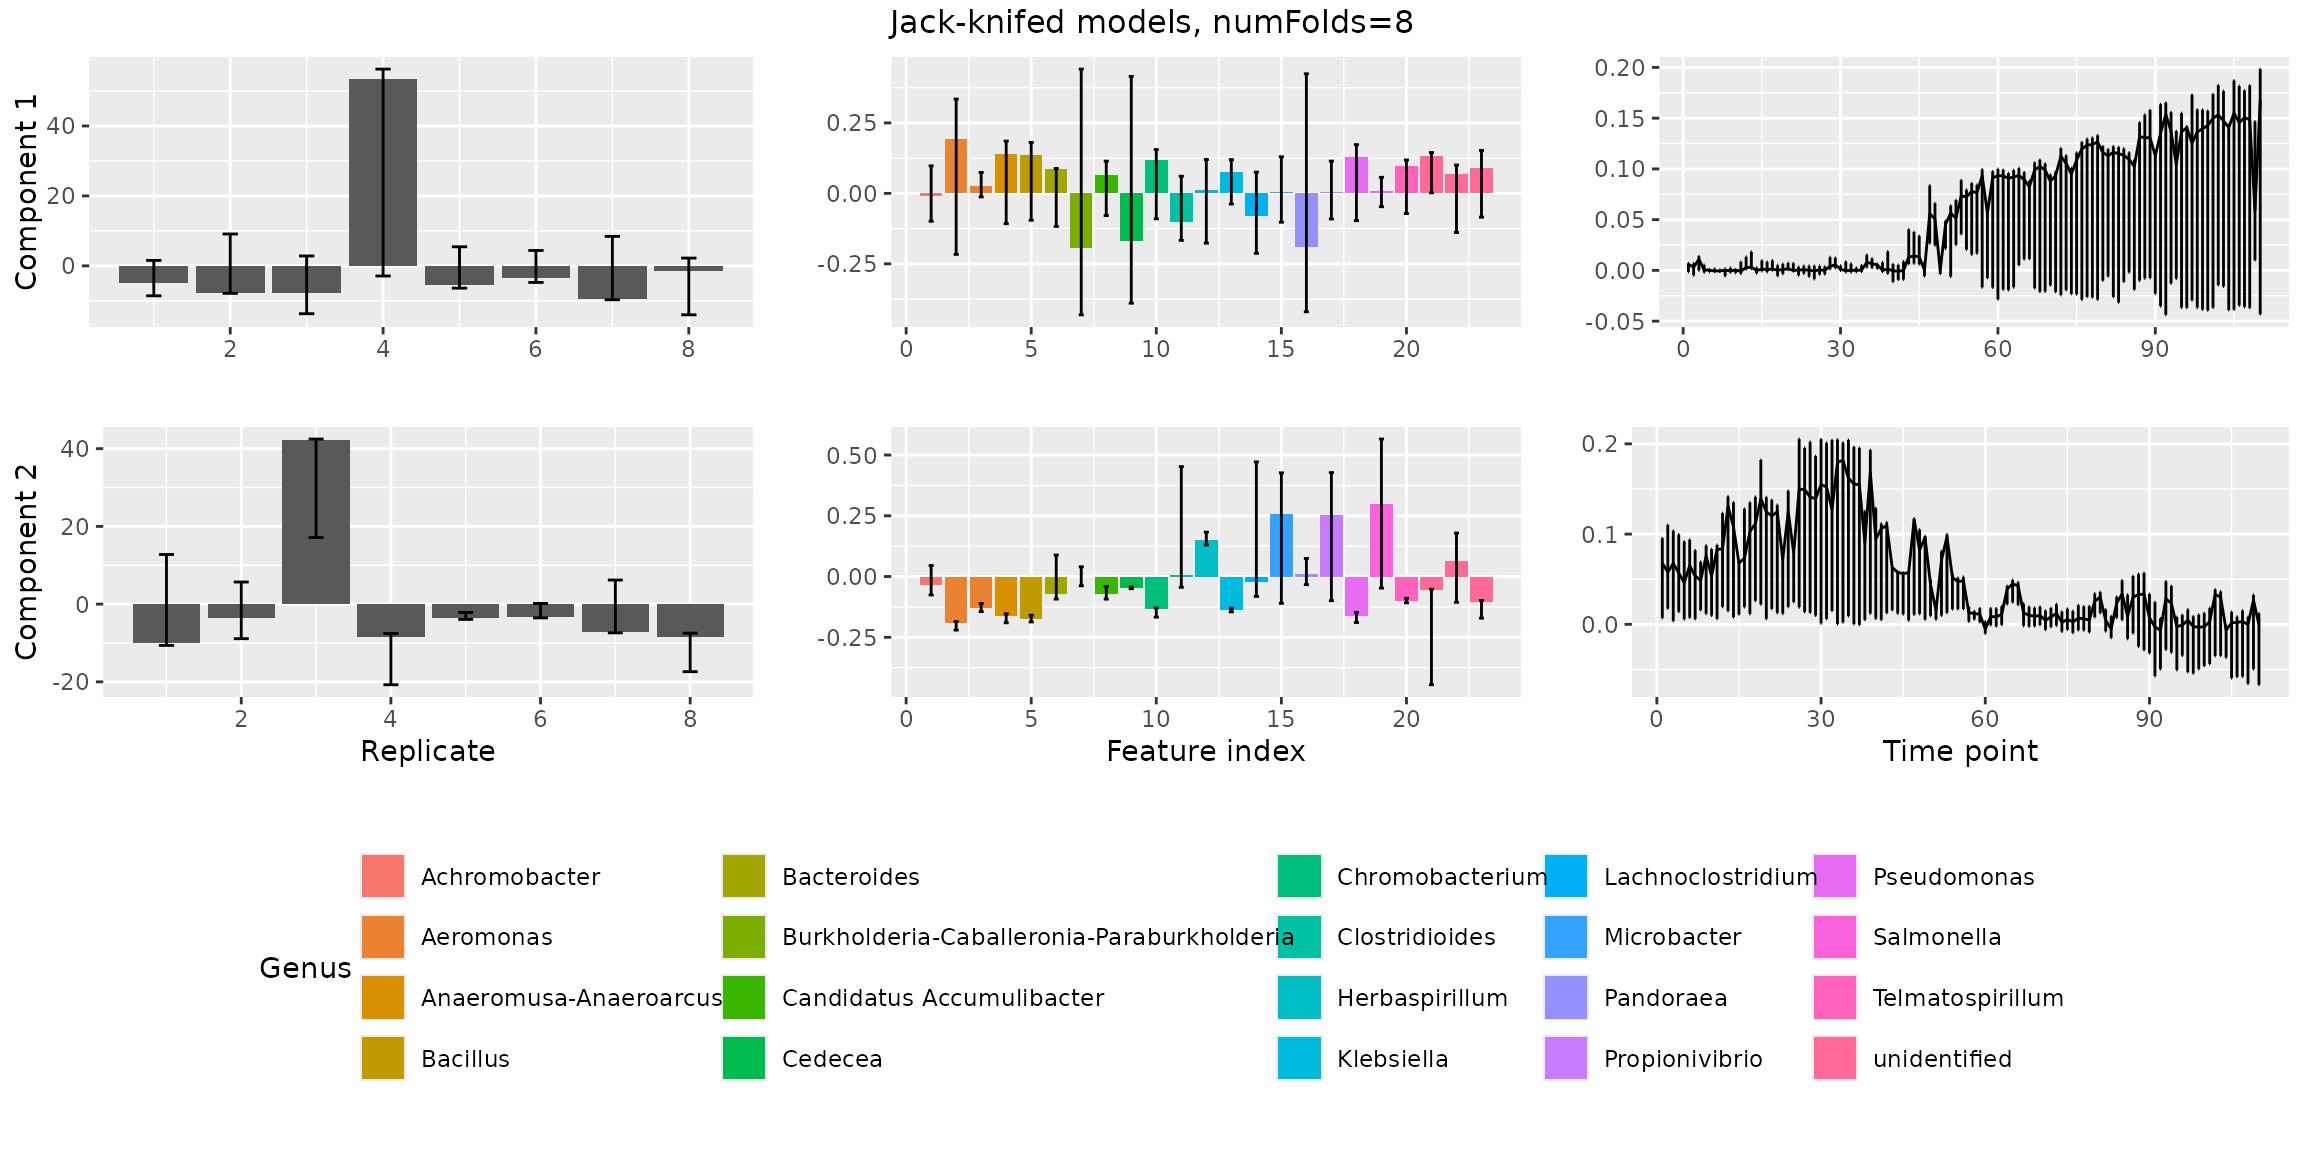 Jack-knifed models, numFolds=8
Component 1
40
20
0
2
4
6
8
0.25
0.00
-0.25
0
5
10
15
20
0.20
0.15
0.10
0.05
0.00
-0.05
0
30
60
90
Component 2
40
20
0
-20
2
4
6
8
Replicate
0.50
0.25
0.00
-0.25
0
5
10
15
20
Feature index
0.2
0.1
0.0
0
30
60
90
Time point
Genus
Achromobacter
Aeromonas
Anaeromusa-Anaeroarcus
Bacillus
Bacteroides
Burkholderia-Caballeronia-Paraburkholderia
Candidatus Accumulibacter
Cedecea
Chromobacterium
Clostridioides
Herbaspirillum
Klebsiella
Lachnoclostridium
Microbacter
Pandoraea
Propionivibrio
Pseudomonas
Salmonella
Telmatospirillum
unidentified